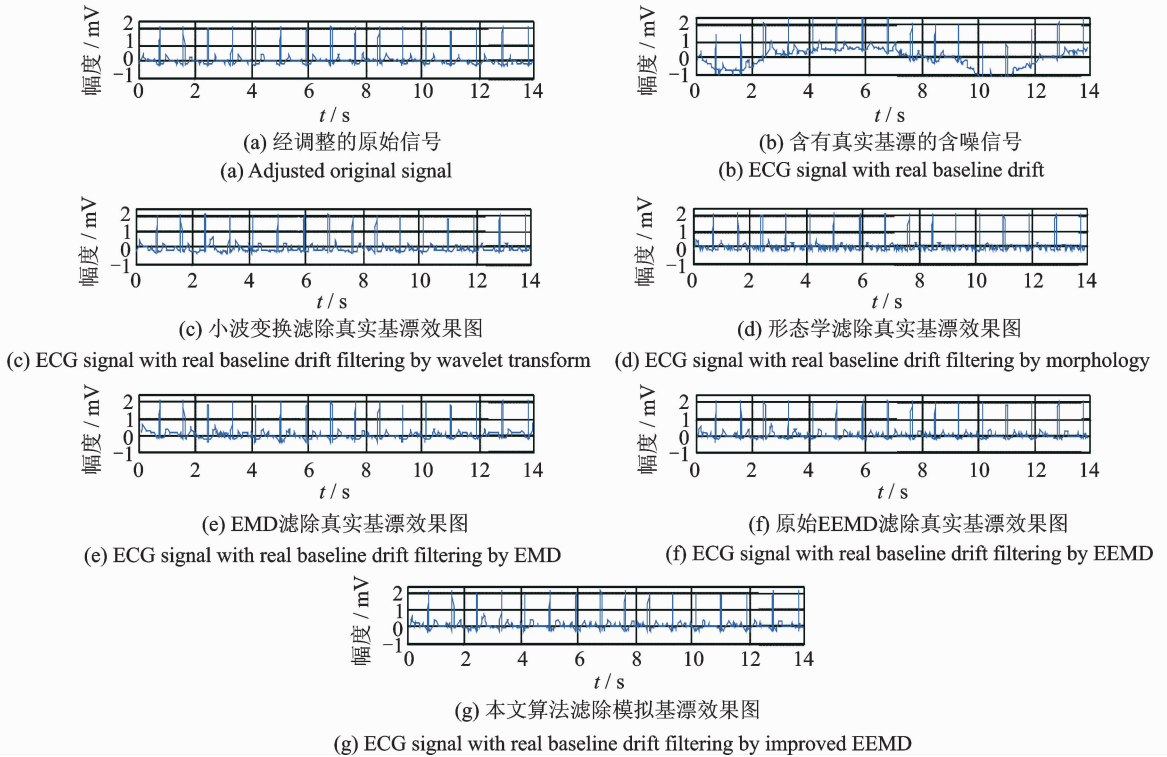 幅度 / mV
2
1
0
−1
0 2 4 6 8 10 12 14
t / s
(a) 经调整的原始信号
(a) Adjusted original signal
幅度 / mV
2
1
0
−1
0 2 4 6 8 10 12 14
t / s
(b) 含有真实基漂的含噪信号
(b) ECG signal with real baseline drift
幅度 / mV
2
1
0
−1
0 2 4 6 8 10 12 14
t / s
(c) 小波变换滤除真实基漂效果图
(c) ECG signal with real baseline drift filtering by wavelet transform
幅度 / mV
2
1
0
−1
0 2 4 6 8 10 12 14
t / s
(d) 形态学滤除真实基漂效果图
(d) ECG signal with real baseline drift filtering by morphology
幅度 / mV
2
1
0
−1
0 2 4 6 8 10 12 14
t / s
(e) EMD滤除真实基漂效果图
(e) ECG signal with real baseline drift filtering by EMD
幅度 / mV
2
1
0
−1
0 2 4 6 8 10 12 14
t / s
(f) 原始EEMD滤除真实基漂效果图
(f) ECG signal with real baseline drift filtering by EEMD
幅度 / mV
2
1
0
−1
0 2 4 6 8 10 12 14
t / s
(g) 本文算法滤除模拟基漂效果图
(g) ECG signal with real baseline drift filtering by improved EEMD